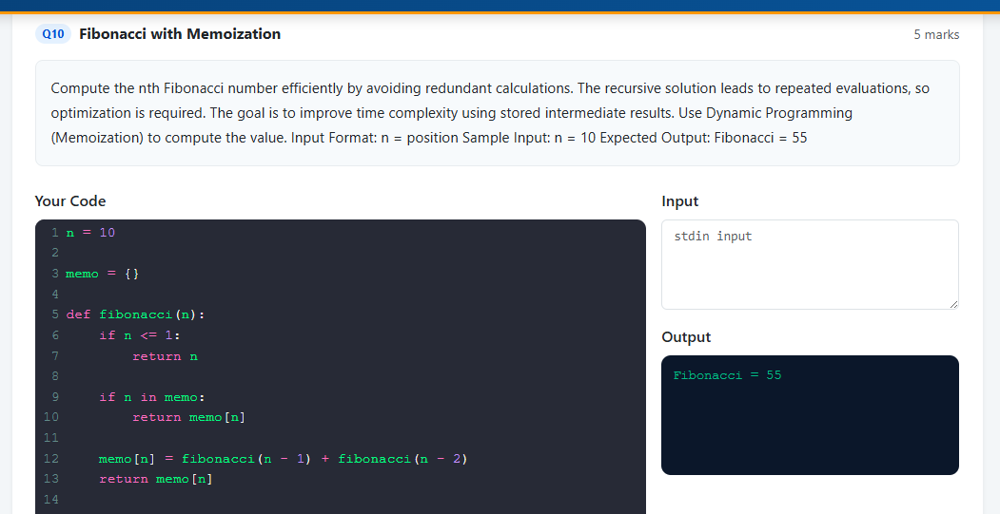 Q10 Fibonacci with Memoization 5 marks
Compute the nth Fibonacci number efficiently by avoiding redundant calculations. The recursive solution leads to repeated evaluations, so
optimization is required. The goal is to improve time complexity using stored intermediate results. Use Dynamic Programming
(Memoization) to compute the value. Input Format: n = position Sample Input: n = 10 Expected Output: Fibonacci = 55
Your Code
1 n = 10
2
3 memo = {}
4
5 def fibonacci(n):
6     if n <= 1:
7         return n
8
9     if n in memo:
10         return memo[n]
11
12     memo[n] = fibonacci(n - 1) + fibonacci(n - 2)
13     return memo[n]
14
Input
stdin input
Output
Fibonacci = 55